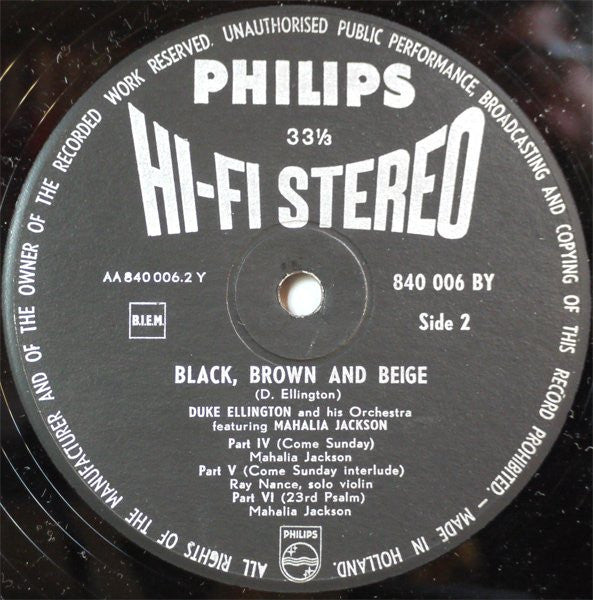 ALL RIGHTS OF THE MANUFACTURER AND OF THE OWNER OF THE RECORDED WORK RESERVED. UNAUTHORISED PUBLIC PERFORMANCE, BROADCASTING AND COPYING OF THIS RECORD PROHIBITED. – MADE IN HOLLAND.
PHILIPS
33⅓
HI-FI STEREO
AA 840 006.2 Y
840 006 BY
B.I.E.M.
Side 2
BLACK, BROWN AND BEIGE
(D. Ellington)
DUKE ELLINGTON and his Orchestra
featuring MAHALIA JACKSON
Part IV (Come Sunday)
Mahalia Jackson
Part V (Come Sunday interlude)
Ray Nance, solo violin
Part VI (23rd Psalm)
Mahalia Jackson
PHILIPS